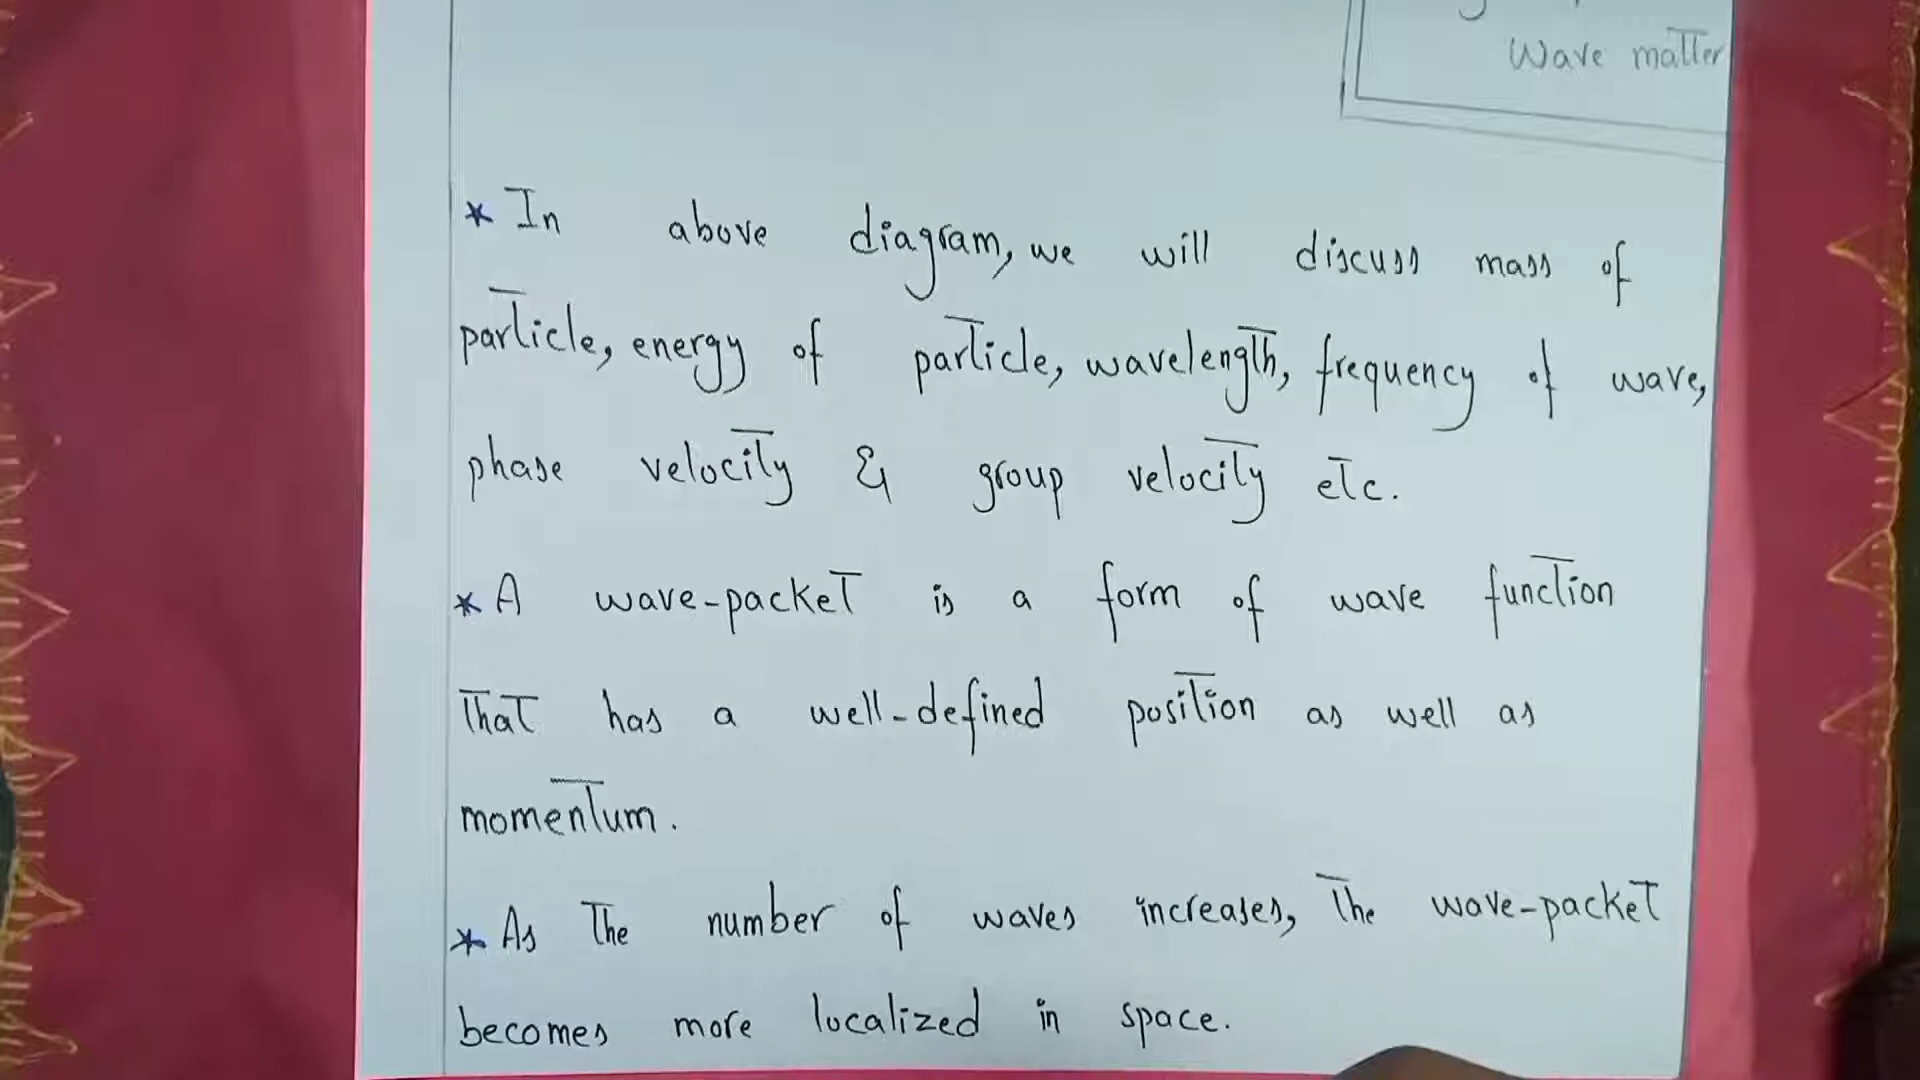 Wave matter
* In above diagram, we will discuss mass of
particle, energy of particle, wavelength, frequency of wave,
phase velocity & group velocity etc.
* A wave-packet is a form of wave function
that has a well-defined position as well as
momentum.
* As the number of waves increases, the wave-packet
becomes more localized in space.